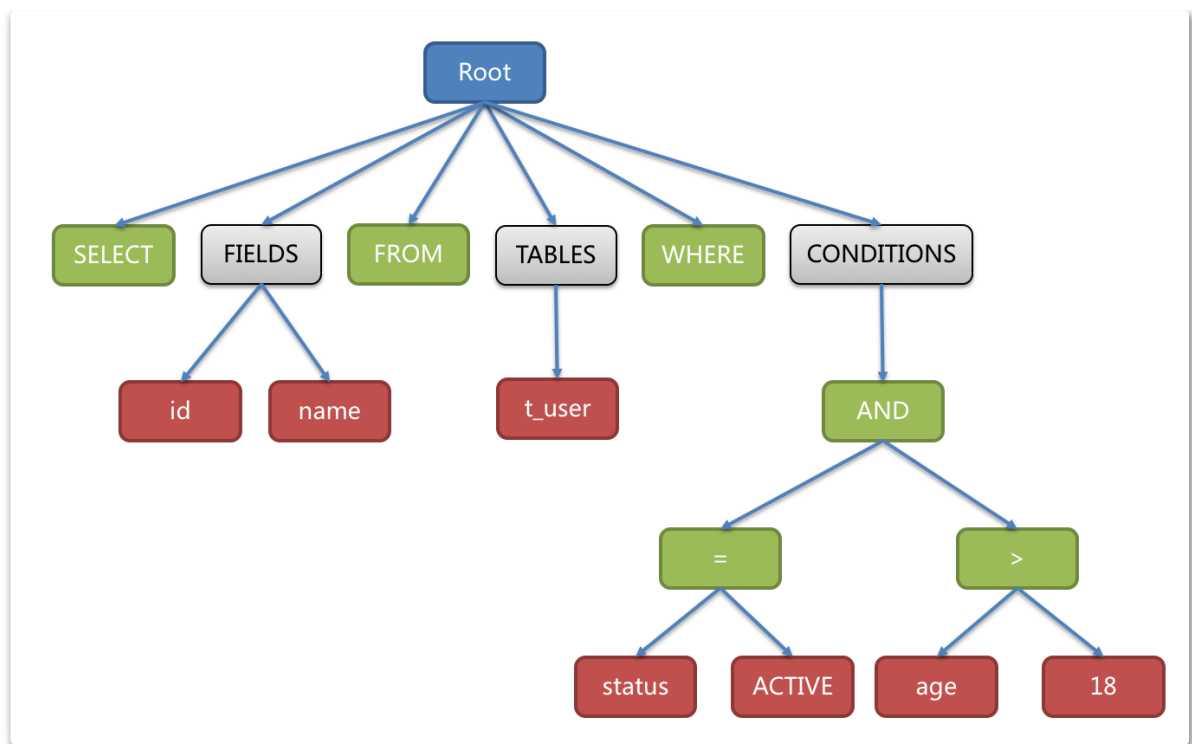 Root
SELECT FIELDS FROM TABLES WHERE CONDITIONS
id name t_user AND
= >
status ACTIVE age 18